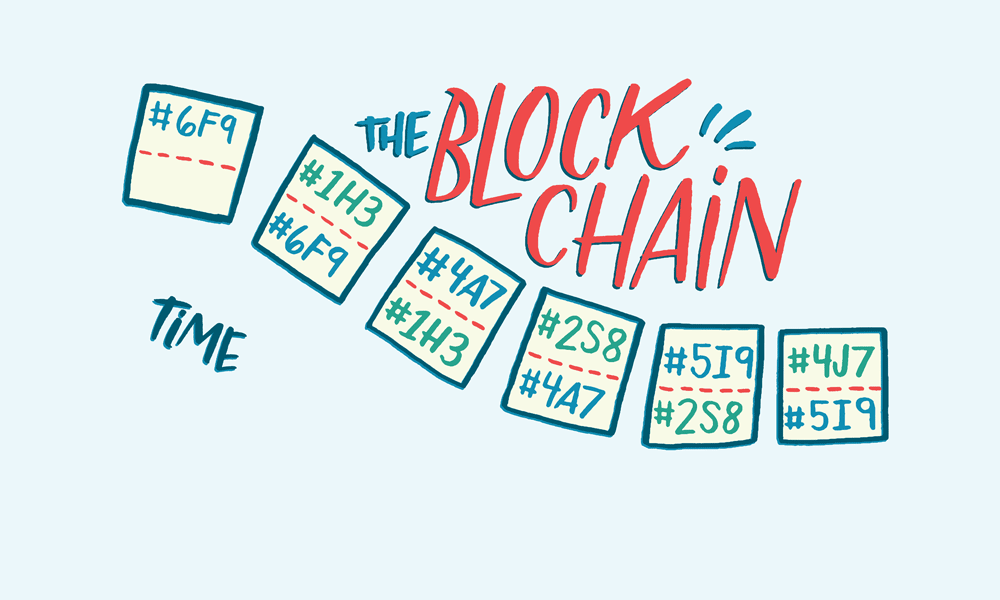 THE BLOCK
CHAIN
#6F9
#1H3
#6F9
#4A7
#1H3
#2S8
#4A7
#5I9
#2S8
#4J7
#5I9
TIME